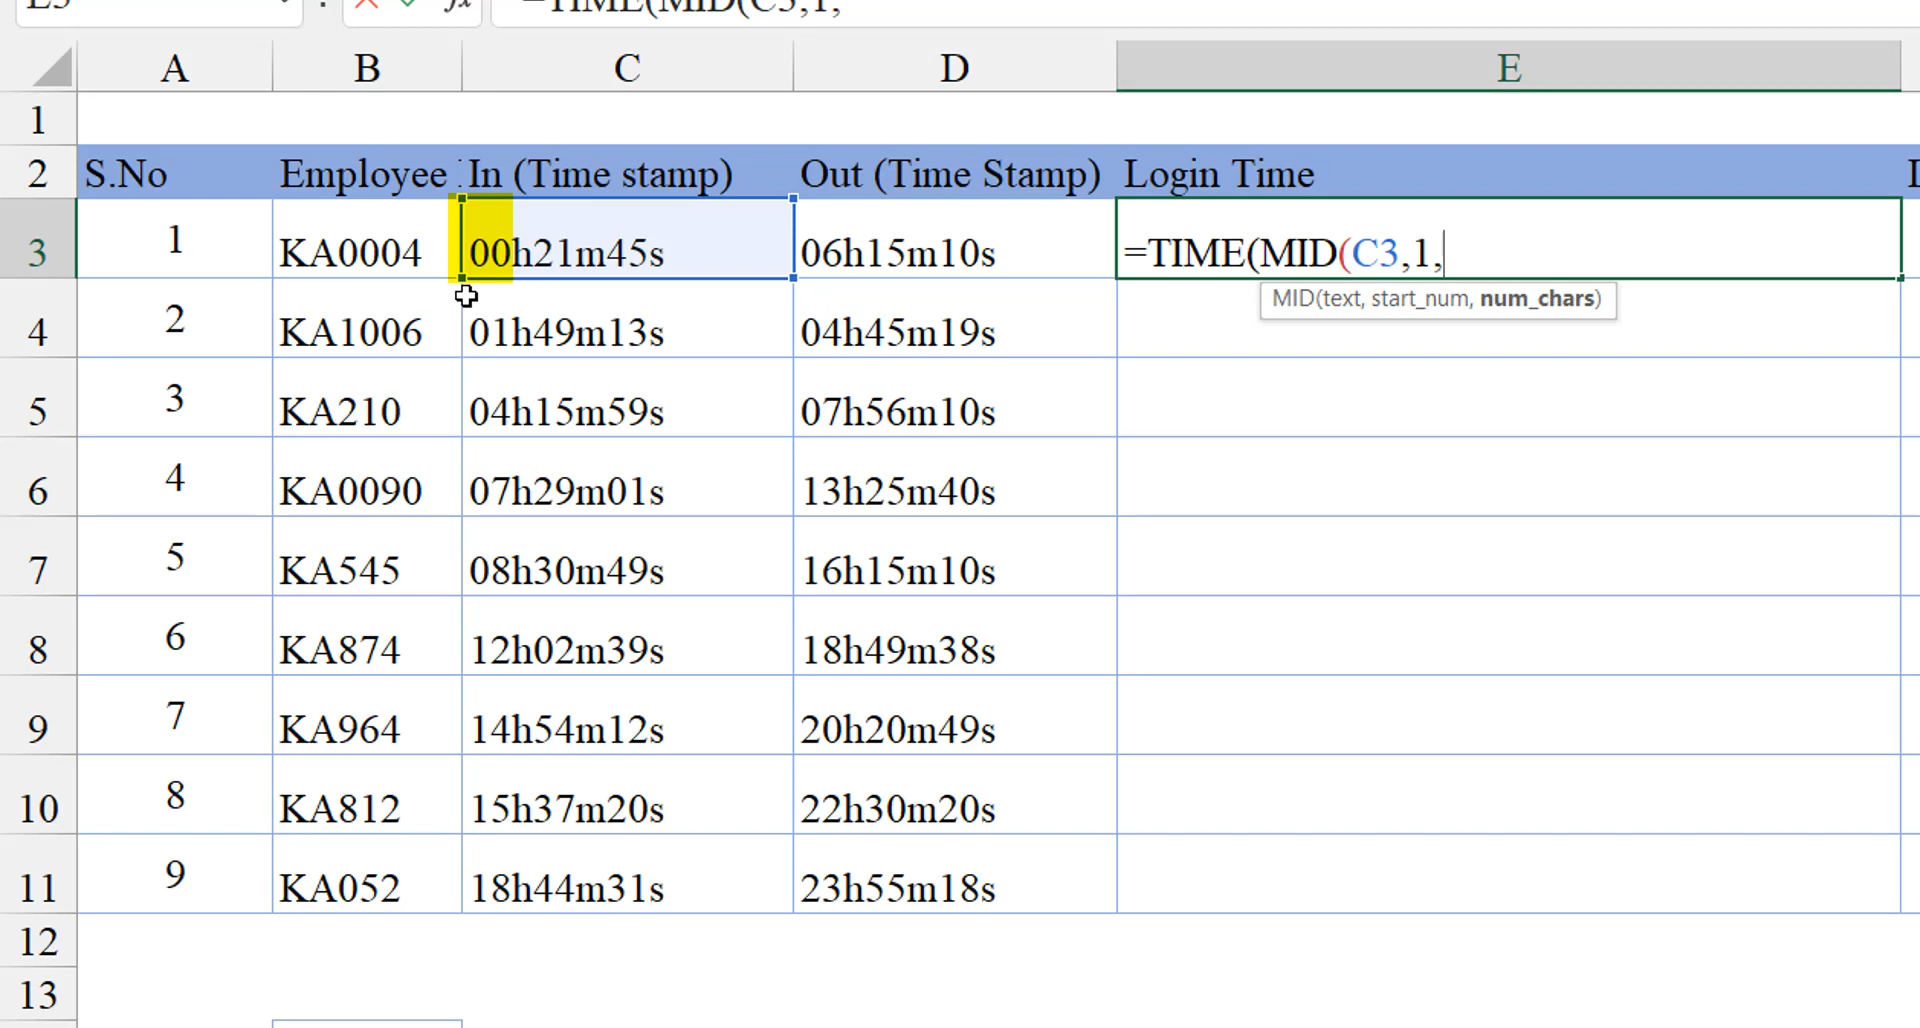 =TIME(MID(C3,1,
A B C D E
1
2 S.No Employee In (Time stamp) Out (Time Stamp) Login Time
3 1 KA0004 00h21m45s 06h15m10s =TIME(MID(C3,1,
MID(text, start_num, num_chars)
4 2 KA1006 01h49m13s 04h45m19s
5 3 KA210 04h15m59s 07h56m10s
6 4 KA0090 07h29m01s 13h25m40s
7 5 KA545 08h30m49s 16h15m10s
8 6 KA874 12h02m39s 18h49m38s
9 7 KA964 14h54m12s 20h20m49s
10 8 KA812 15h37m20s 22h30m20s
11 9 KA052 18h44m31s 23h55m18s
12
13